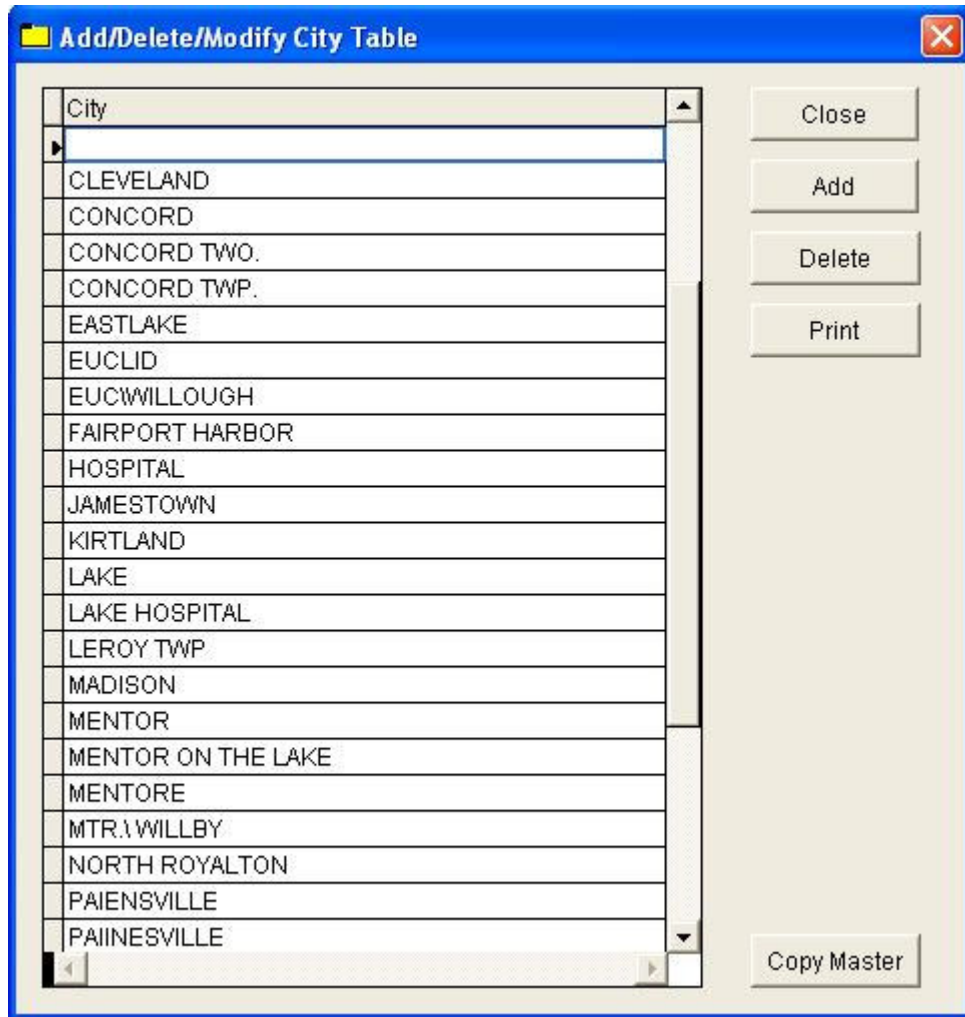 Add/Delete/Modify City Table
City
CLEVELAND
CONCORD
CONCORD TWO.
CONCORD TWP.
EASTLAKE
EUCLID
EUC\WILLOUGH
FAIRPORT HARBOR
HOSPITAL
JAMESTOWN
KIRTLAND
LAKE
LAKE HOSPITAL
LEROY TWP
MADISON
MENTOR
MENTOR ON THE LAKE
MENTORE
MTR.\ WILLBY
NORTH ROYALTON
PAIENSVILLE
PAIINESVILLE
Close
Add
Delete
Print
Copy Master